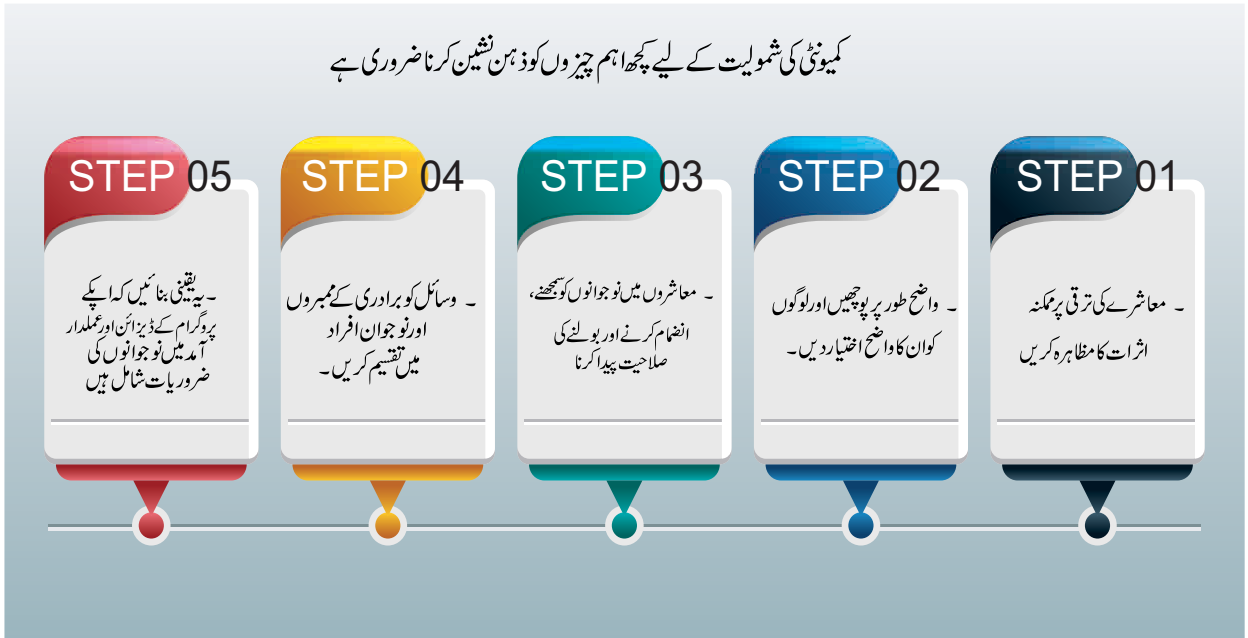 کمیونٹی کی شمولیت کے لیے کچھ اہم چیزوں کو ذہن نشین کرنا ضروری ہے
STEP 01
۔ معاشرے کی ترقی پر ممکنہ
اثرات کا مظاہرہ کریں
STEP 02
۔ واضح طور پر پوچھیں اور لوگوں
کو ان کا واضح اختیار دیں۔
STEP 03
۔ معاشروں میں نوجوانوں کو سمجھنے،
انضمام کرنے اور بولنے کی
صلاحیت پیدا کرنا
STEP 04
۔ وسائل کو برادری کے ممبروں
اور نوجوان افراد
میں تقسیم کریں۔
STEP 05
۔ یہ یقینی بنائیں کہ اپکے
پروگرام کے ڈیزائن اور عملدار
آمد میں نوجوانوں کی
ضروریات شامل ہیں